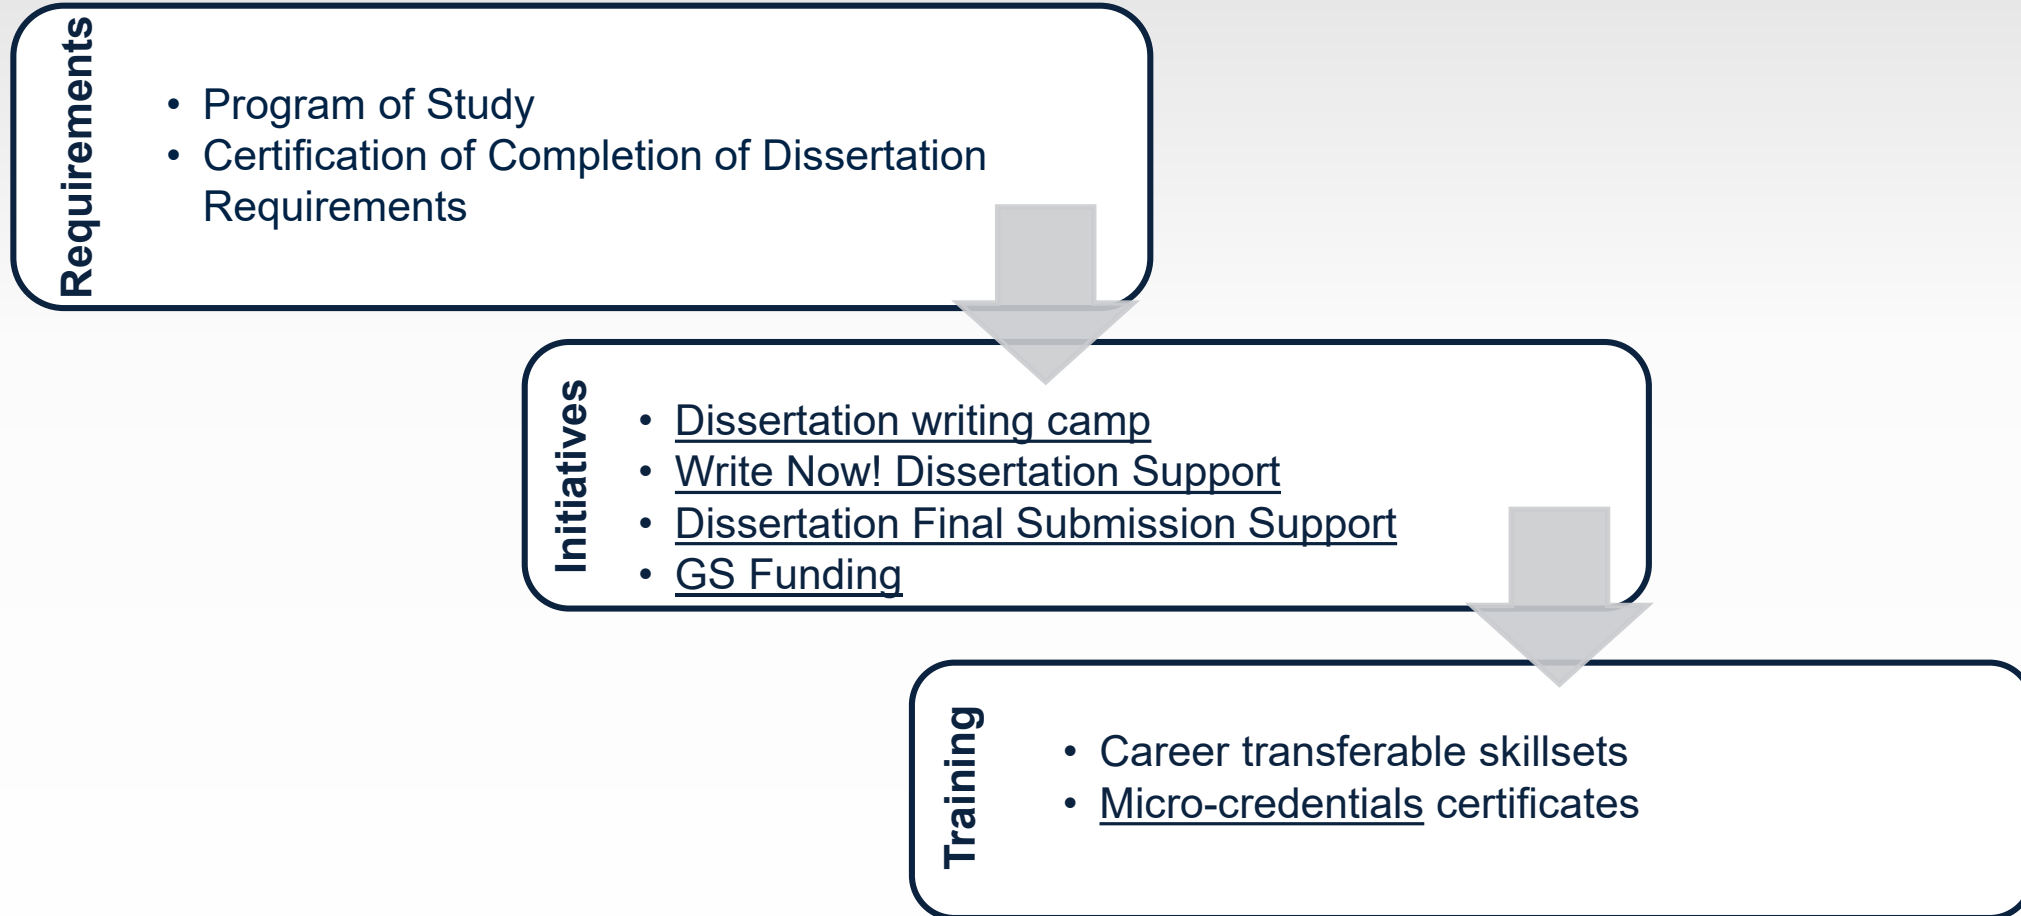 Requirements
• Program of Study
• Certification of Completion of Dissertation
Requirements
Initiatives
• Dissertation writing camp
• Write Now! Dissertation Support
• Dissertation Final Submission Support
• GS Funding
Training
• Career transferable skillsets
• Micro-credentials certificates